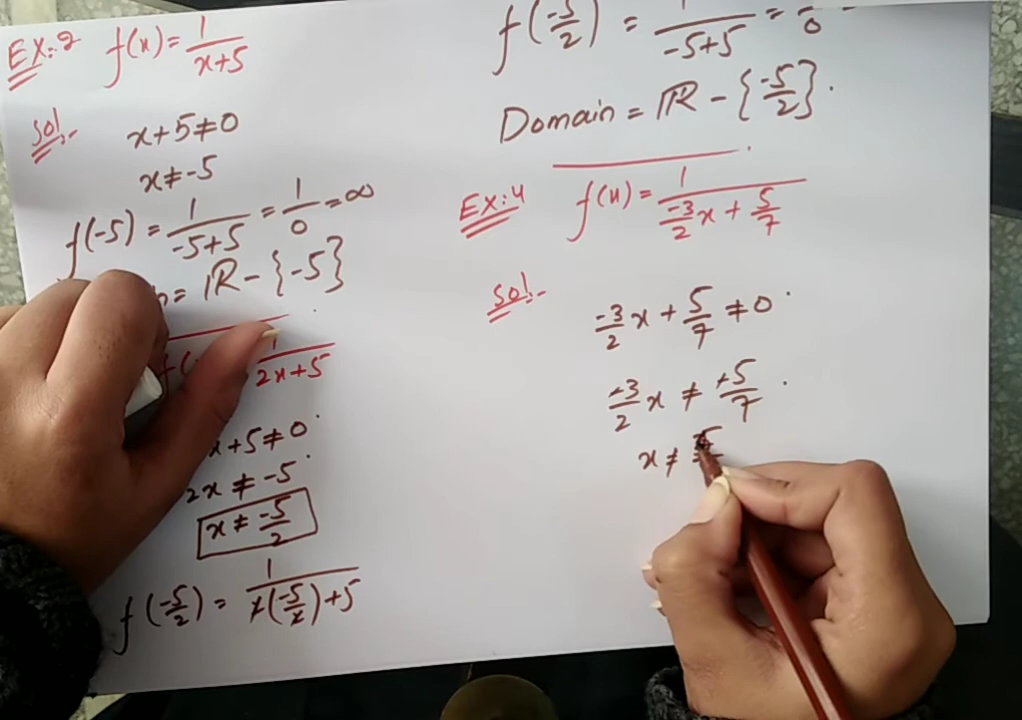 EX:2 f(x) = 1/(x+5)
Sol:-
x+5≠0
x≠-5
f(-5) = 1/(-5+5) = 1/0 = ∞
= ℝ - {-5}
1/(2x+5)
x+5≠0
2x ≠ -5
x ≠ -5/2
f(-5/2) = 1/(2(-5/2)+5)
f(-5/2) = 1/(-5+5) = 1/0 =
Domain = ℝ - {-5/2}.
EX:4 f(x) = 1/(-3/2 x + 5/7)
Sol:-
-3/2 x + 5/7 ≠ 0
-3/2 x ≠ -5/7
x ≠